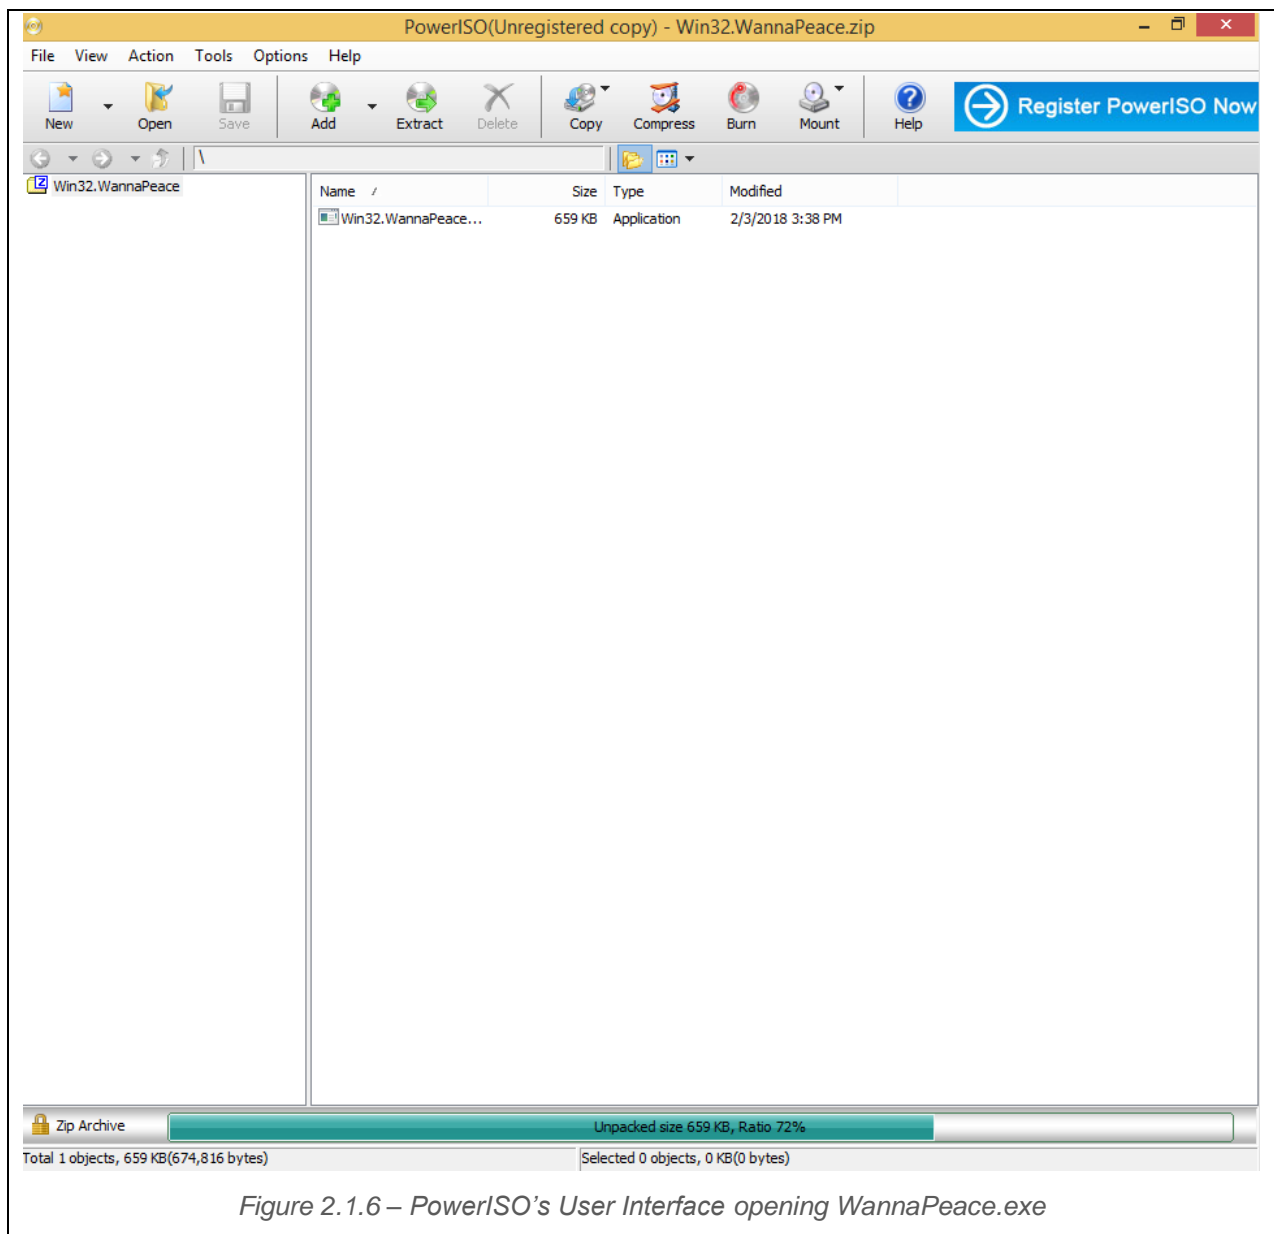 PowerISO(Unregistered copy) - Win32.WannaPeace.zip
File View Action Tools Options Help
New Open Save Add Extract Delete Copy Compress Burn Mount Help Register PowerISO Now
\
Win32.WannaPeace
Name / Size Type Modified
Win32.WannaPeace... 659 KB Application 2/3/2018 3:38 PM
Zip Archive Unpacked size 659 KB, Ratio 72%
Total 1 objects, 659 KB(674,816 bytes) Selected 0 objects, 0 KB(0 bytes)
Figure 2.1.6 – PowerISO’s User Interface opening WannaPeace.exe